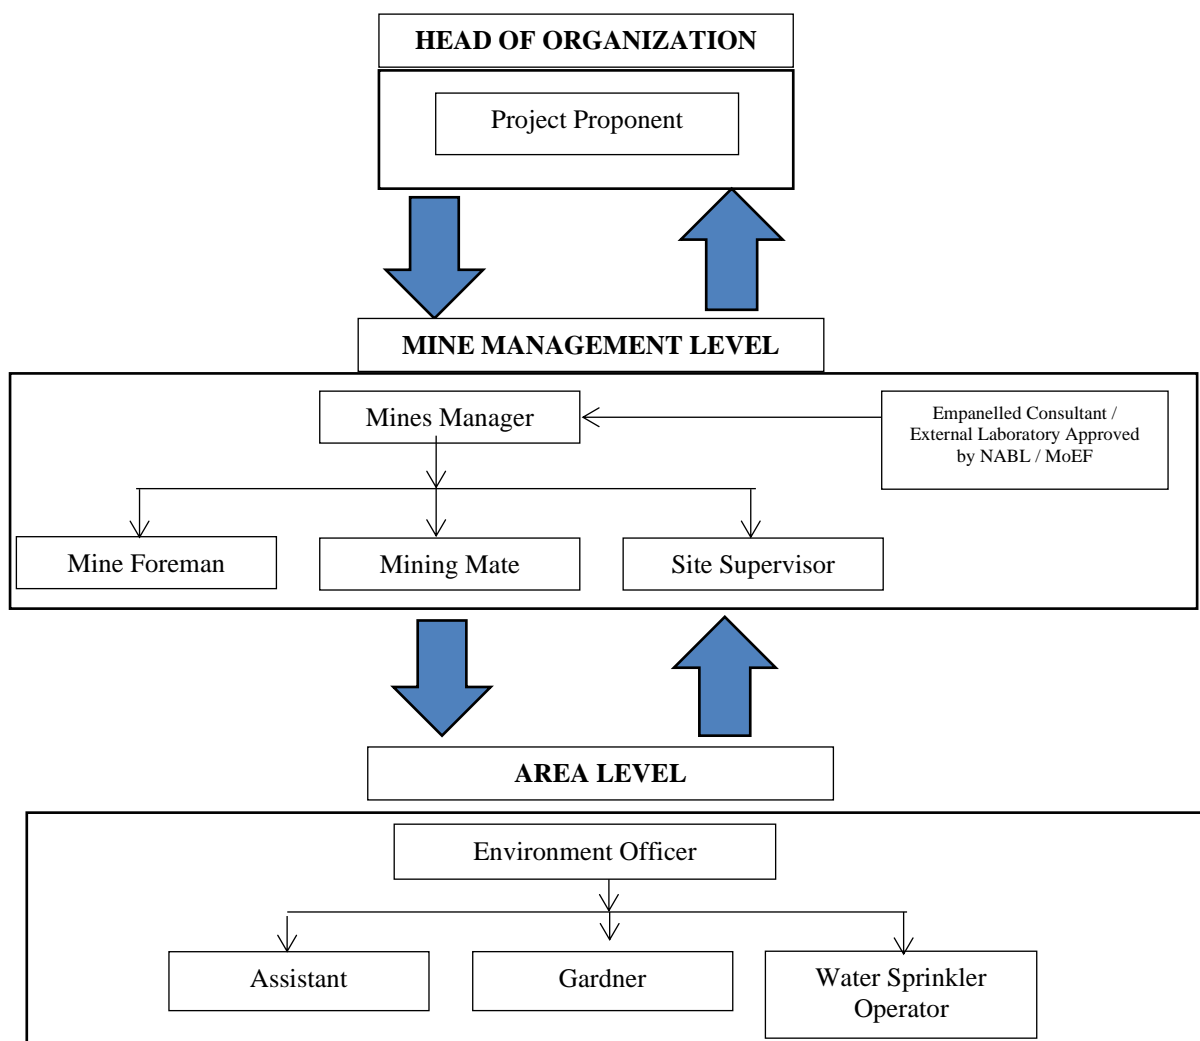 HEAD OF ORGANIZATION
Project Proponent
MINE MANAGEMENT LEVEL
Mines Manager
Empanelled Consultant /
External Laboratory Approved
by NABL / MoEF
Mine Foreman
Mining Mate
Site Supervisor
AREA LEVEL
Environment Officer
Assistant
Gardner
Water Sprinkler
Operator